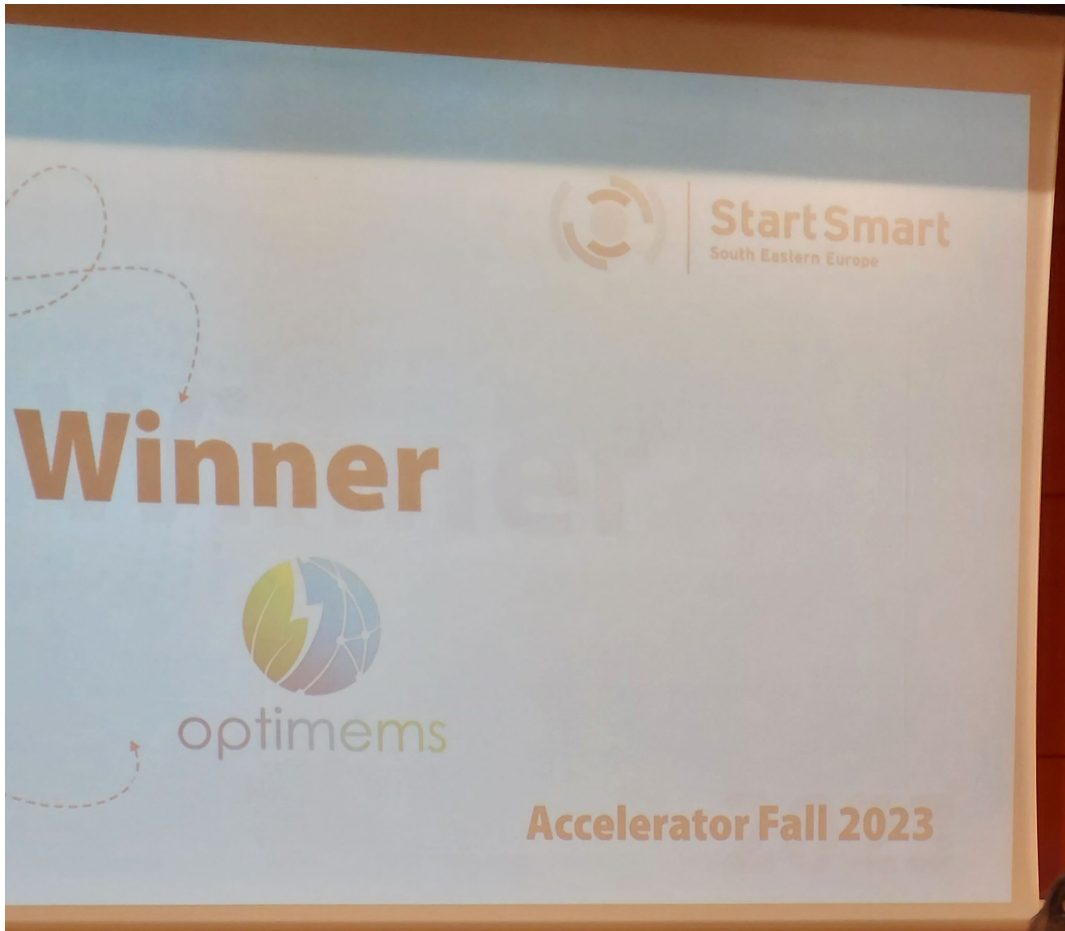 StartSmart
South Eastern Europe
Winner
optimems
Accelerator Fall 2023